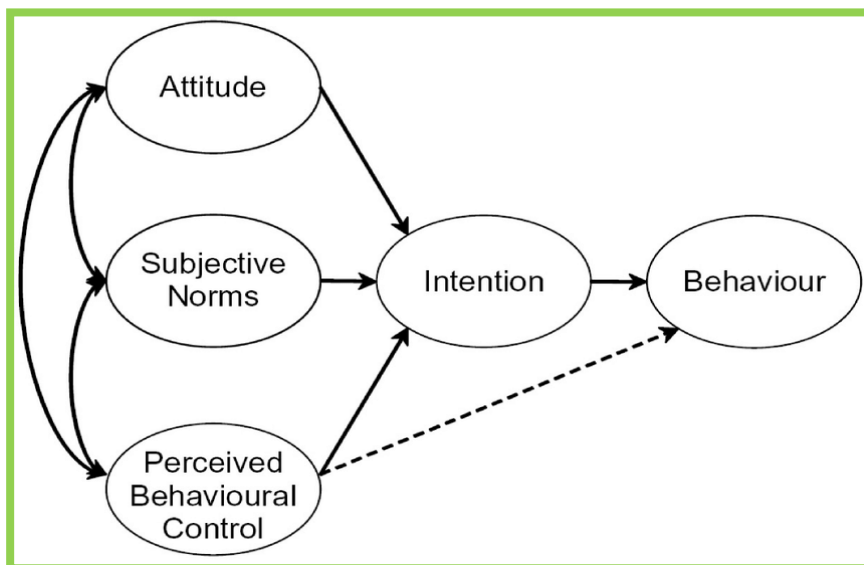 Attitude
Subjective
Norms
Intention
Behaviour
Perceived
Behavioural
Control